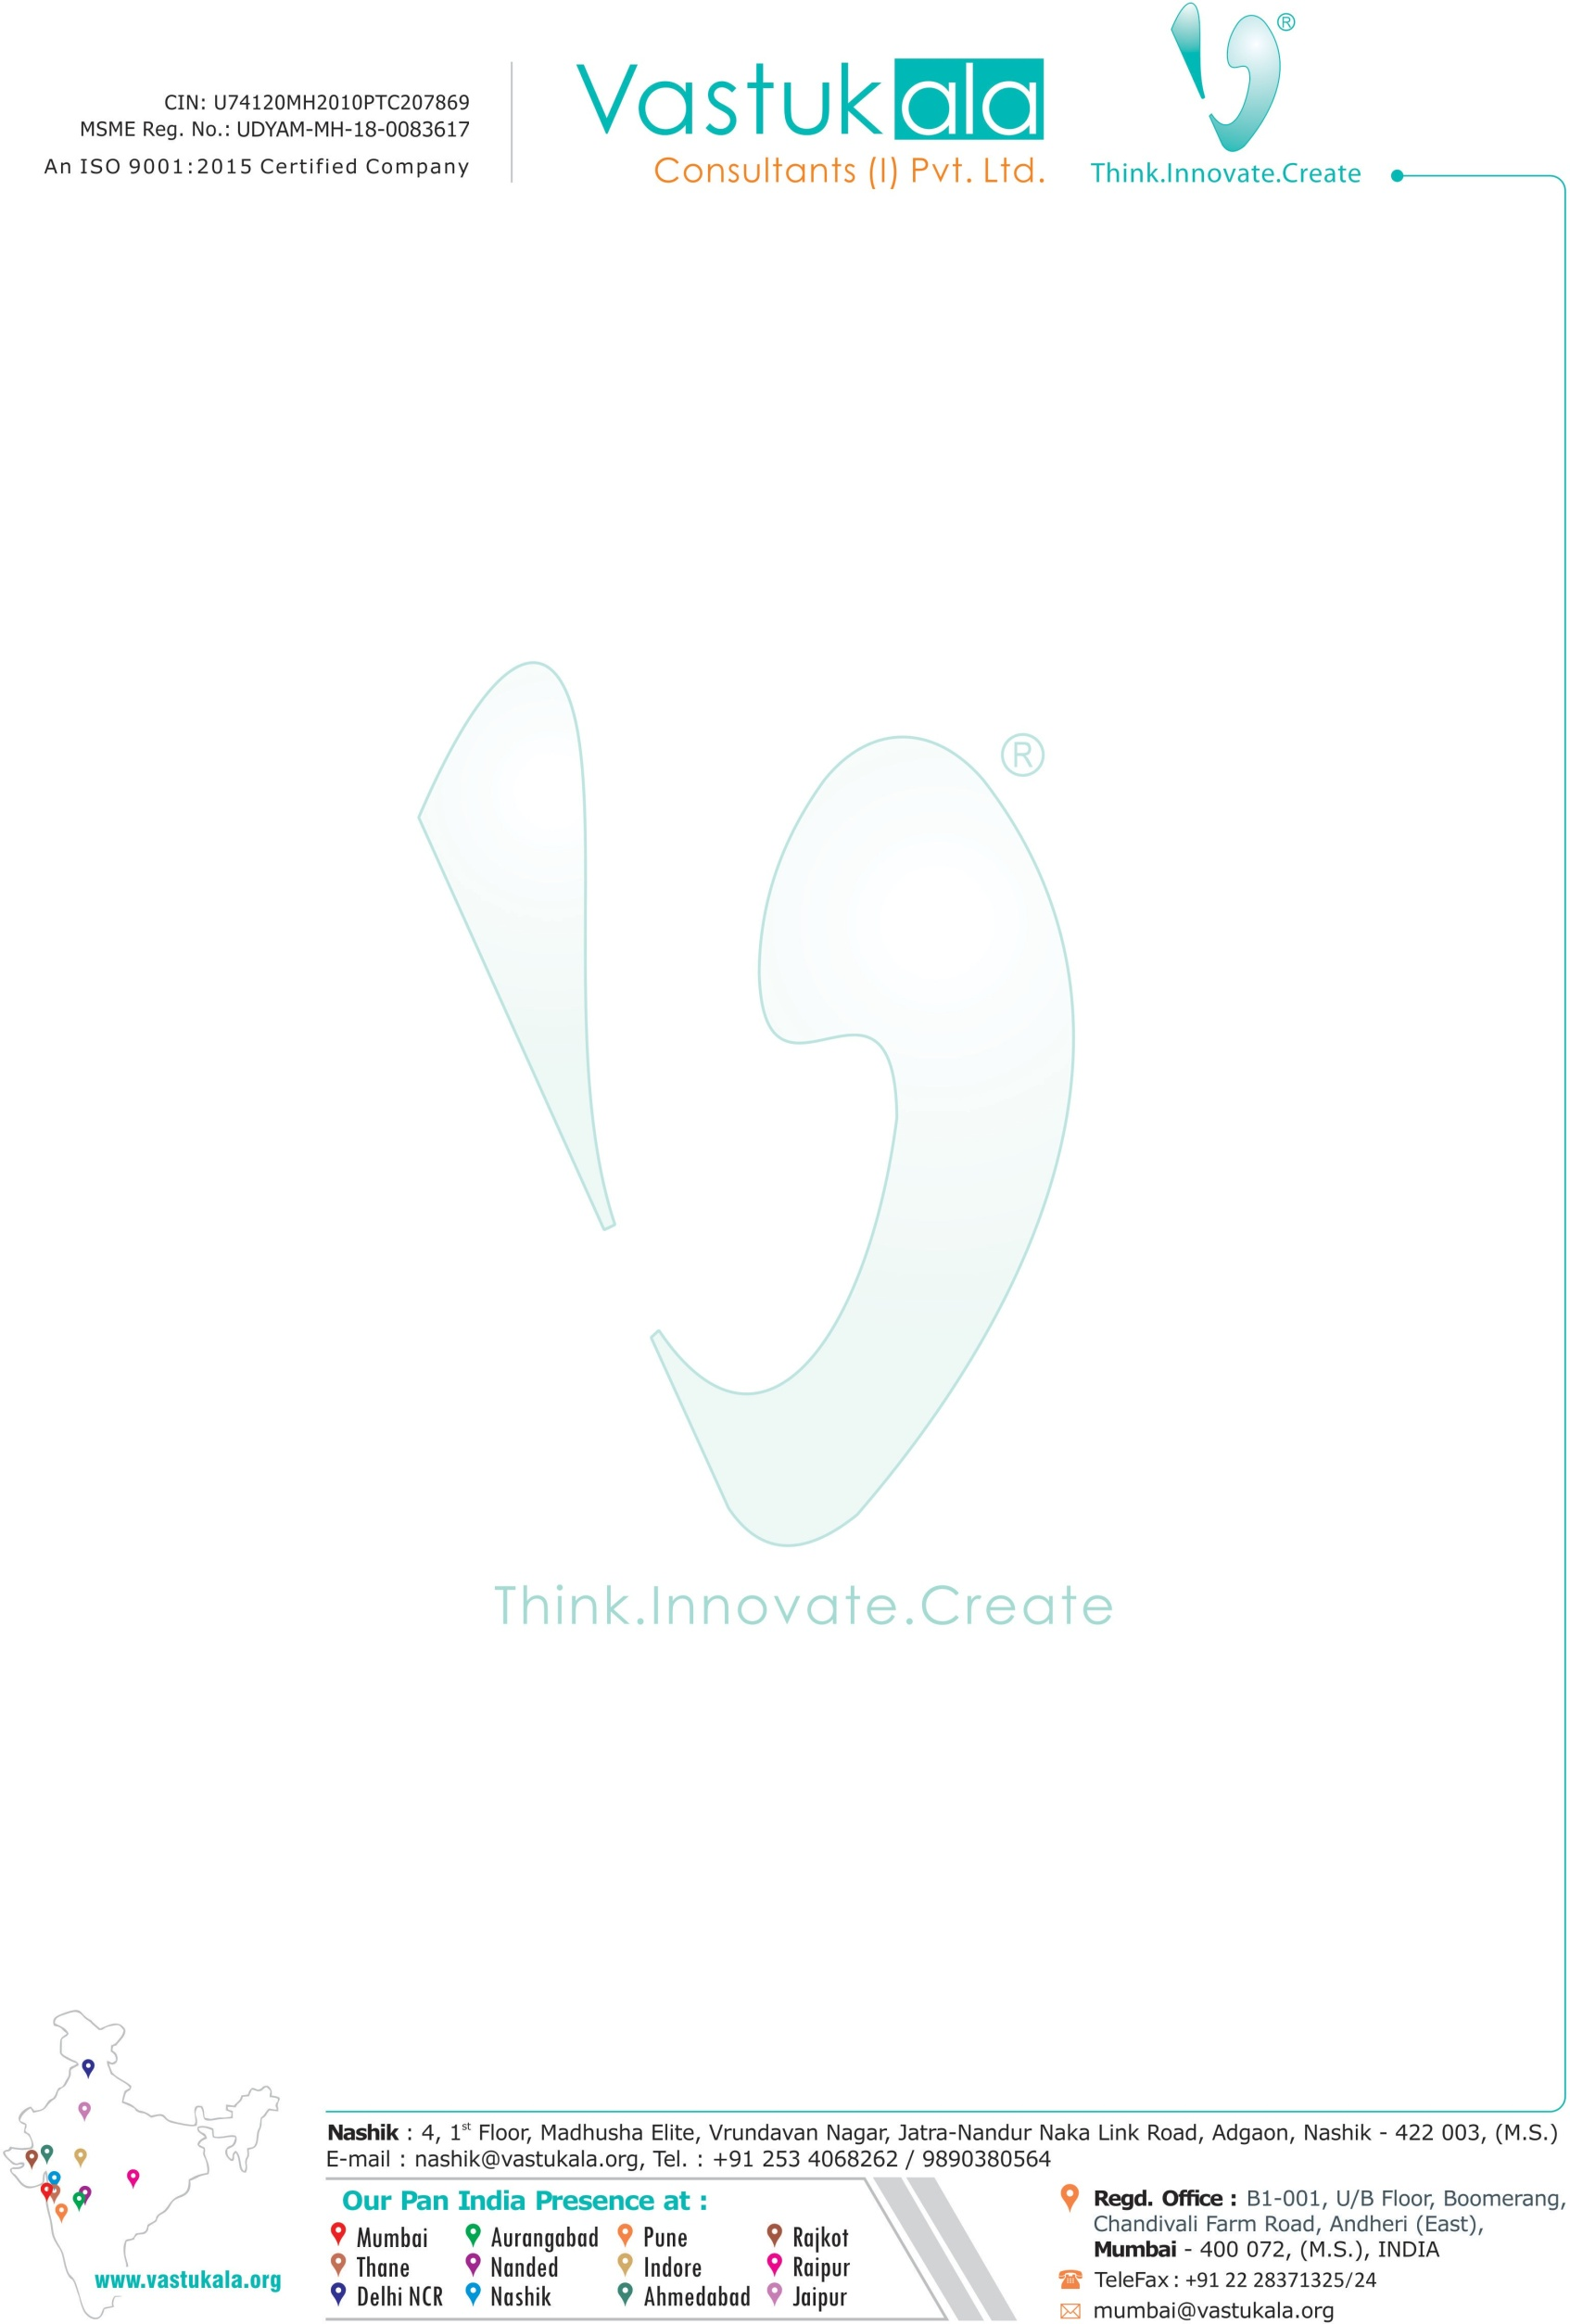 CIN: U74120MH2010PTC207869
MSME Reg. No.: UDYAM-MH-18-0083617
An ISO 9001:2015 Certified Company
Vastukala
Consultants (I) Pvt. Ltd.
®
Think.Innovate.Create
®
Think.Innovate.Create
www.vastukala.org
Nashik : 4, 1st Floor, Madhusha Elite, Vrundavan Nagar, Jatra-Nandur Naka Link Road, Adgaon, Nashik - 422 003, (M.S.)
E-mail : nashik@vastukala.org, Tel. : +91 253 4068262 / 9890380564
Our Pan India Presence at :
Mumbai Aurangabad Pune Rajkot
Thane Nanded Indore Raipur
Delhi NCR Nashik Ahmedabad Jaipur
Regd. Office : B1-001, U/B Floor, Boomerang,
Chandivali Farm Road, Andheri (East),
Mumbai - 400 072, (M.S.), INDIA
TeleFax : +91 22 28371325/24
mumbai@vastukala.org